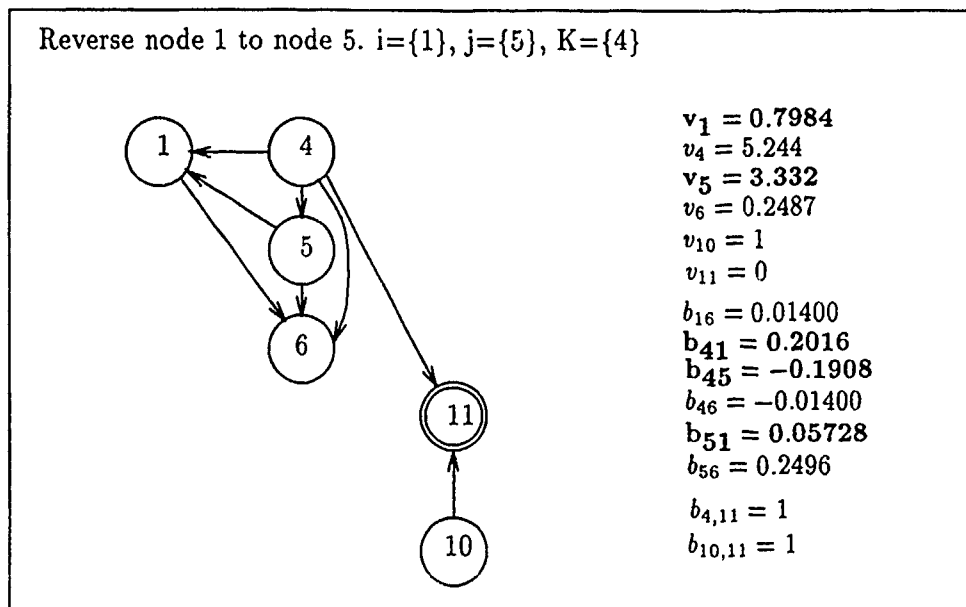 Reverse node 1 to node 5. i={1}, j={5}, K={4}
1
4
5
6
11
10
v₁ = 0.7984
v₄ = 5.244
v₅ = 3.332
v₆ = 0.2487
v₁₀ = 1
v₁₁ = 0
b₁₆ = 0.01400
b₄₁ = 0.2016
b₄₅ = −0.1908
b₄₆ = −0.01400
b₅₁ = 0.05728
b₅₆ = 0.2496
b₄,₁₁ = 1
b₁₀,₁₁ = 1